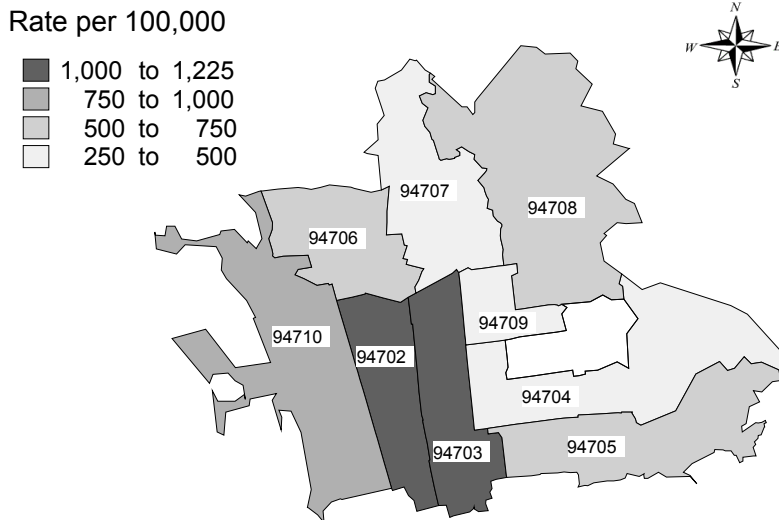 Rate per 100,000
N
W E
S
1,000 to 1,225
750 to 1,000
500 to 750
250 to 500
94707
94708
94706
94709
94710
94702
94704
94703
94705